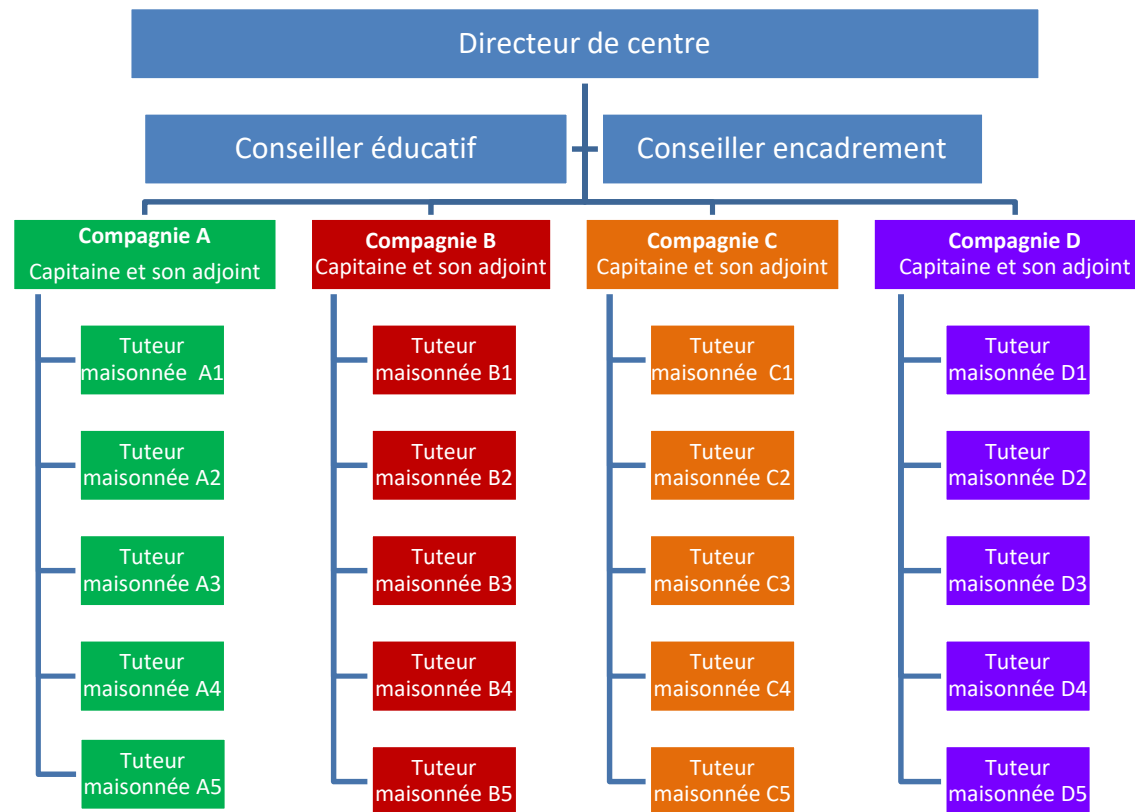 Directeur de centre
Conseiller éducatif
Conseiller encadrement
Compagnie A
Capitaine et son adjoint
Compagnie B
Capitaine et son adjoint
Compagnie C
Capitaine et son adjoint
Compagnie D
Capitaine et son adjoint
Tuteur
maisonnée A1
Tuteur
maisonnée B1
Tuteur
maisonnée C1
Tuteur
maisonnée D1
Tuteur
maisonnée A2
Tuteur
maisonnée B2
Tuteur
maisonnée C2
Tuteur
maisonnée D2
Tuteur
maisonnée A3
Tuteur
maisonnée B3
Tuteur
maisonnée C3
Tuteur
maisonnée D3
Tuteur
maisonnée A4
Tuteur
maisonnée B4
Tuteur
maisonnée C4
Tuteur
maisonnée D4
Tuteur
maisonnée A5
Tuteur
maisonnée B5
Tuteur
maisonnée C5
Tuteur
maisonnée D5